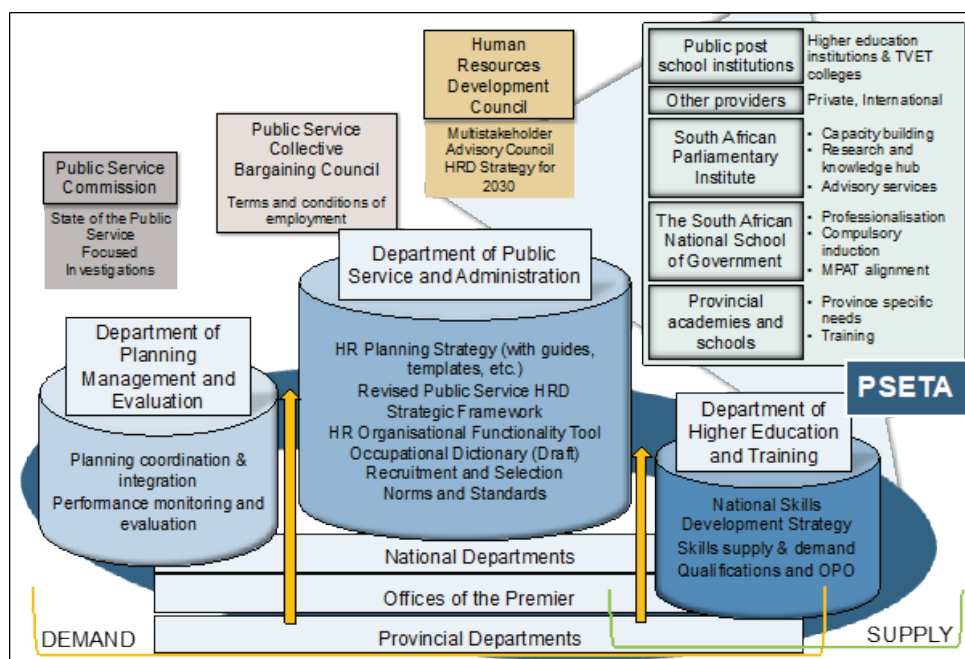 Human
Resources
Development
Council
Multistakeholder
Advisory Council
HRD Strategy for
2030
Public Service
Collective
Bargaining Council
Terms and conditions of
employment
Public Service
Commission
State of the Public
Service
Focused
Investigations
Public post
school institutions
Higher education
institutions & TVET
colleges
Other providers
Private, International
South African
Parliamentary
Institute
• Capacity building
• Research and
knowledge hub
• Advisory services
The South African
National School
of Government
• Professionalisation
• Compulsory
induction
• MPAT alignment
Provincial
academies and
schools
• Province specific
needs
• Training
PSETA
Department of Public
Service and Administration
HR Planning Strategy (with guides,
templates, etc.)
Revised Public Service HRD
Strategic Framework
HR Organisational Functionality Tool
Occupational Dictionary (Draft)
Recruitment and Selection
Norms and Standards
Department of
Planning
Management and
Evaluation
Planning coordination &
integration
Performance monitoring and
evaluation
Department of
Higher Education
and Training
National Skills
Development Strategy
Skills supply & demand
Qualifications and OPO
National Departments
Offices of the Premier
Provincial Departments
DEMAND
SUPPLY